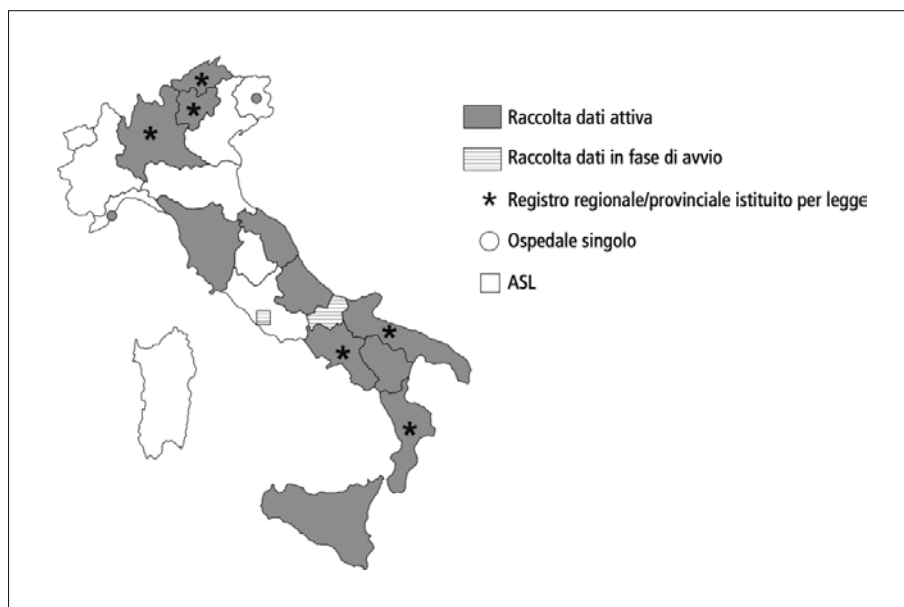 Raccolta dati attiva
Raccolta dati in fase di avvio
* Registro regionale/provinciale istituito per legge
Ospedale singolo
ASL